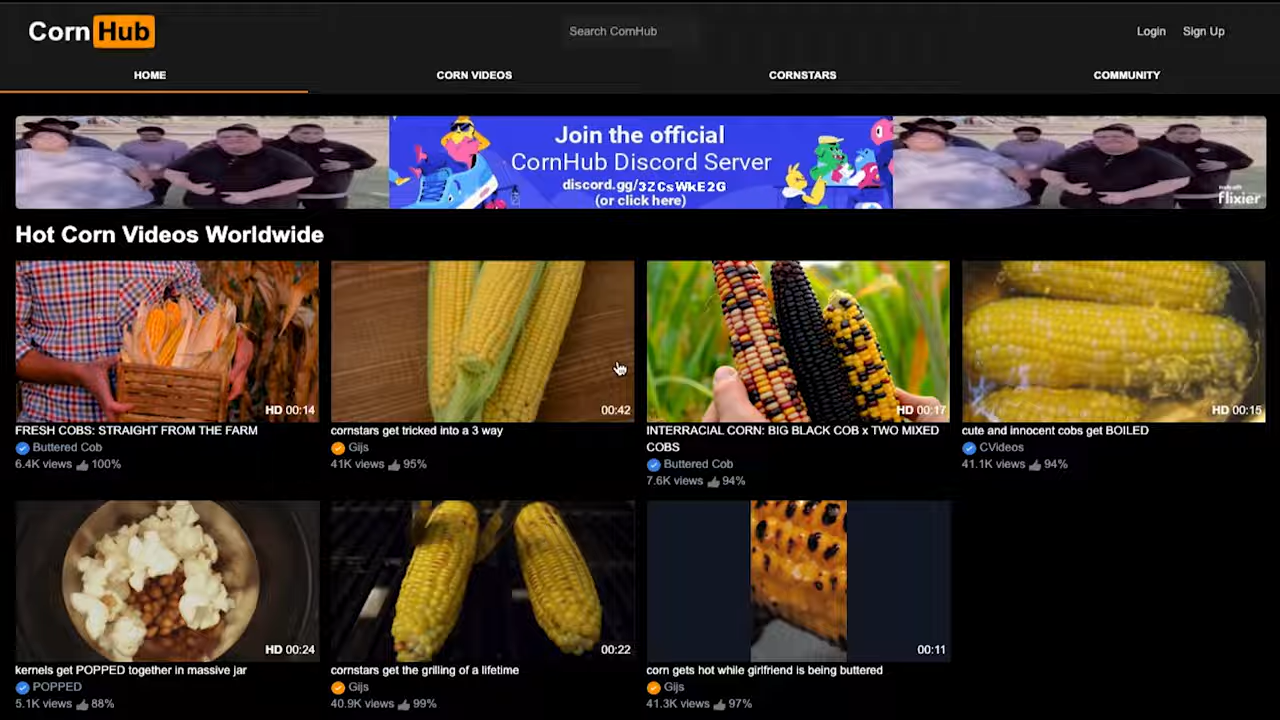 Corn Hub
Search CornHub
Login Sign Up
HOME CORN VIDEOS CORNSTARS COMMUNITY
Join the official
CornHub Discord Server
discord.gg/3ZCsWkE2G
(or click here)
made with
flixier
Hot Corn Videos Worldwide
HD 00:14
FRESH COBS: STRAIGHT FROM THE FARM
Buttered Cob
6.4K views 100%
00:42
cornstars get tricked into a 3 way
Gijs
41K views 95%
HD 00:17
INTERRACIAL CORN: BIG BLACK COB x TWO MIXED
COBS
Buttered Cob
7.6K views 94%
HD 00:15
cute and innocent cobs get BOILED
CVideos
41.1K views 94%
HD 00:24
kernels get POPPED together in massive jar
POPPED
5.1K views 88%
00:22
cornstars get the grilling of a lifetime
Gijs
40.9K views 99%
00:11
corn gets hot while girlfriend is being buttered
Gijs
41.3K views 97%